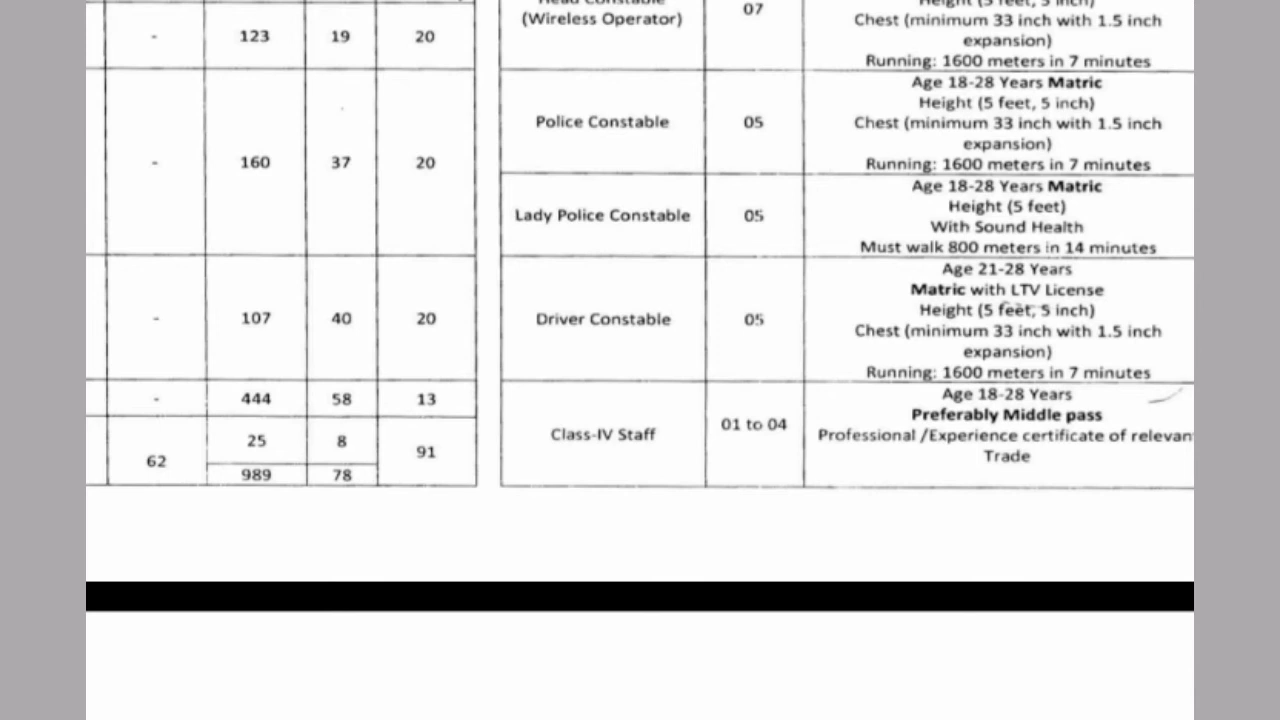 - 123 19 20
- 160 37 20
- 107 40 20
- 444 58 13
25 8
62 91
989 78
Head Constable
(Wireless Operator)
07
Height (5 feet, 5 inch)
Chest (minimum 33 inch with 1.5 inch
expansion)
Running: 1600 meters in 7 minutes
Police Constable
05
Age 18-28 Years Matric
Height (5 feet, 5 inch)
Chest (minimum 33 inch with 1.5 inch
expansion)
Running: 1600 meters in 7 minutes
Lady Police Constable
05
Age 18-28 Years Matric
Height (5 feet)
With Sound Health
Must walk 800 meters in 14 minutes
Driver Constable
05
Age 21-28 Years
Matric with LTV License
Height (5 feet, 5 inch)
Chest (minimum 33 inch with 1.5 inch
expansion)
Running: 1600 meters in 7 minutes
Class-IV Staff
01 to 04
Age 18-28 Years
Preferably Middle pass
Professional /Experience certificate of relevan
Trade